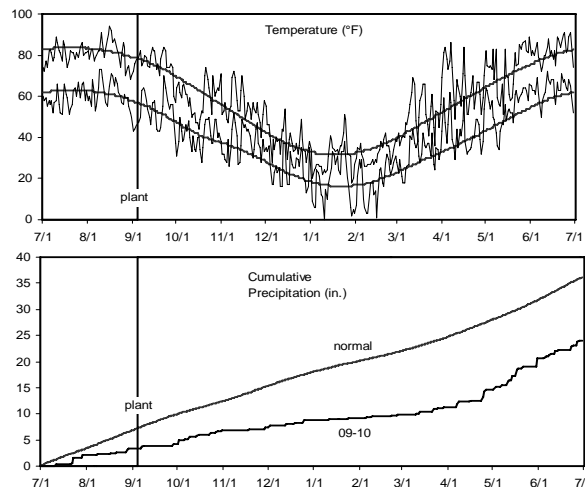 Temperature (°F)
100
80
60
40
20
0
plant
7/1 8/1 9/1 10/1 11/1 12/1 1/1 2/1 3/1 4/1 5/1 6/1 7/1
Cumulative
Precipitation (in.)
40
35
30
25
20
15
10
5
0
normal
plant
09-10
7/1 8/1 9/1 10/1 11/1 12/1 1/1 2/1 3/1 4/1 5/1 6/1 7/